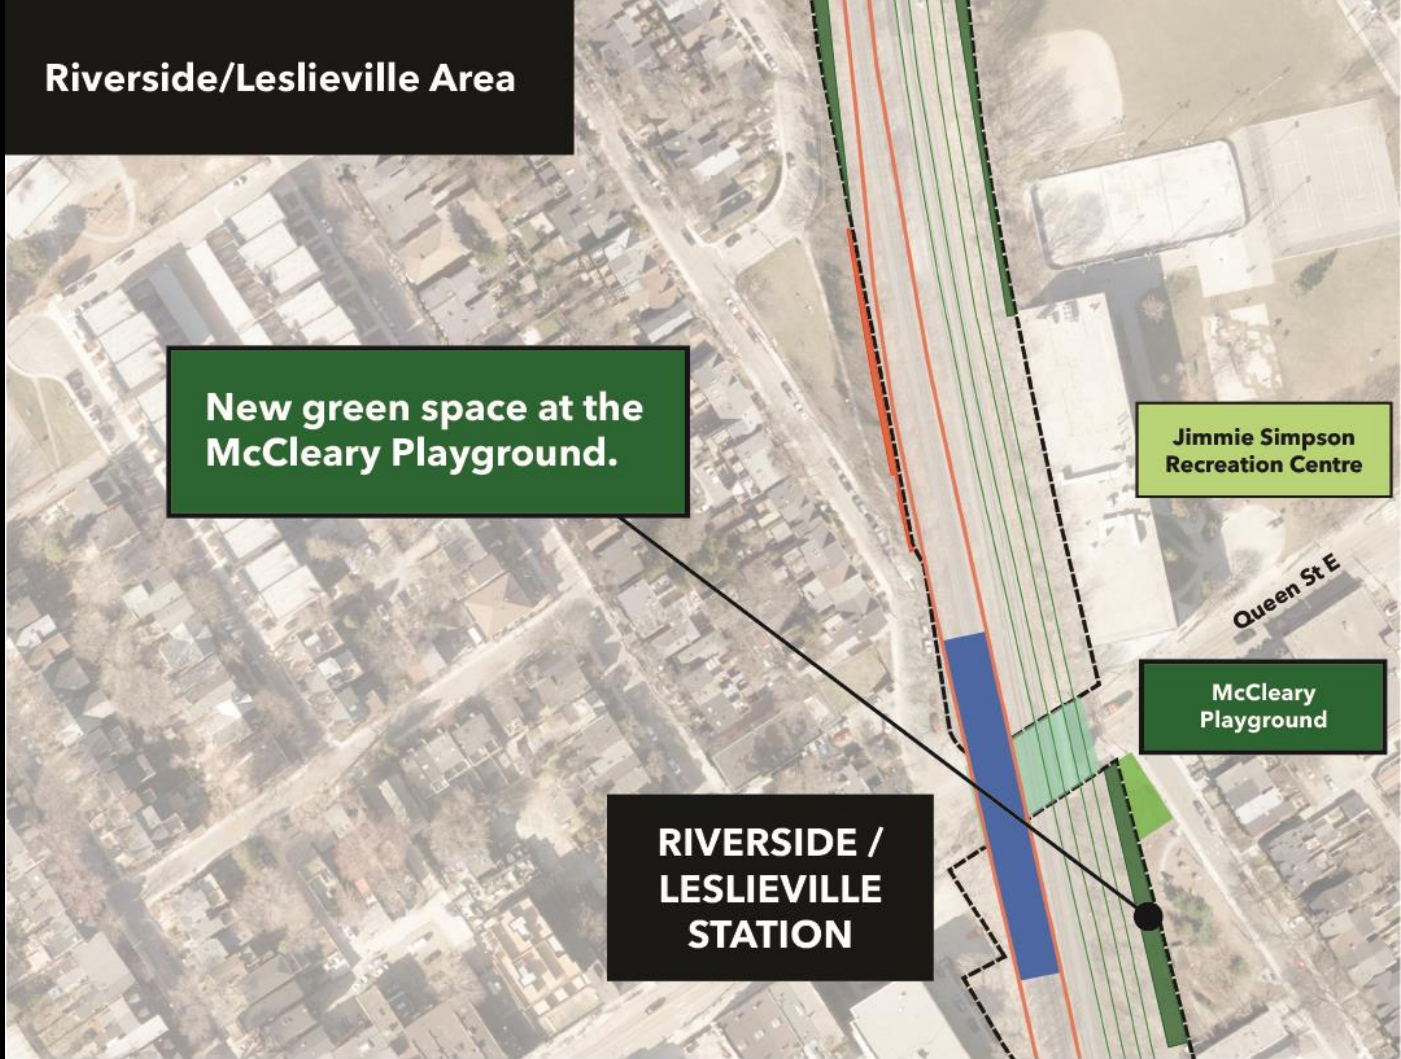 Riverside/Leslieville Area
New green space at the
McCleary Playground.
Jimmie Simpson
Recreation Centre
Queen St E
McCleary
Playground
RIVERSIDE /
LESLIEVILLE
STATION